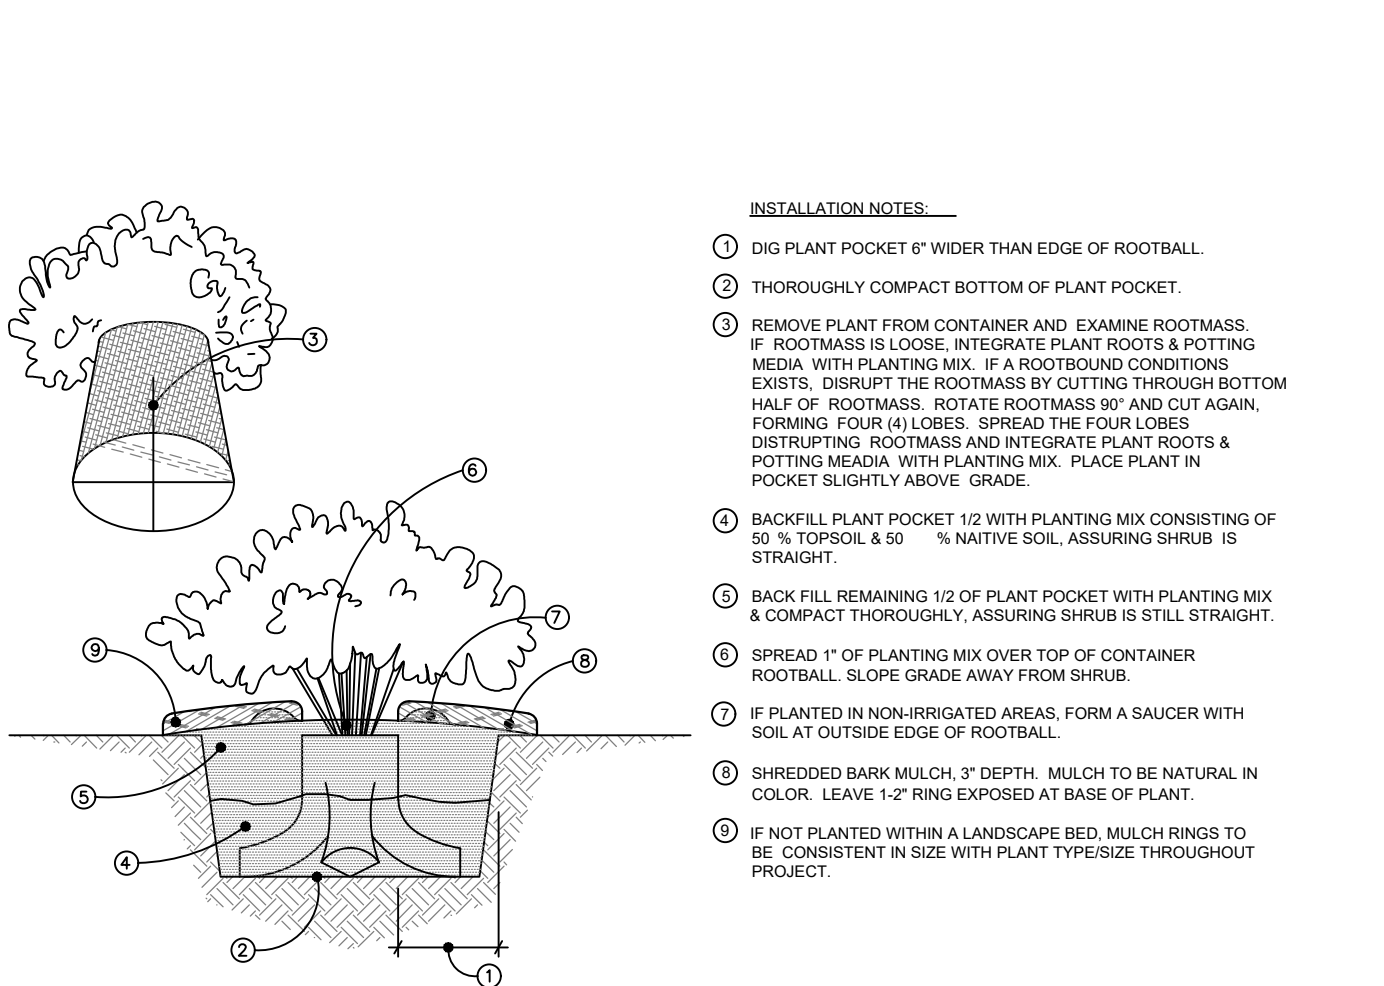 INSTALLATION NOTES:
1 DIG PLANT POCKET 6" WIDER THAN EDGE OF ROOTBALL.
2 THOROUGHLY COMPACT BOTTOM OF PLANT POCKET.
3 REMOVE PLANT FROM CONTAINER AND EXAMINE ROOTMASS.
IF ROOTMASS IS LOOSE, INTEGRATE PLANT ROOTS & POTTING
MEDIA WITH PLANTING MIX. IF A ROOTBOUND CONDITIONS
EXISTS, DISRUPT THE ROOTMASS BY CUTTING THROUGH BOTTOM
HALF OF ROOTMASS. ROTATE ROOTMASS 90° AND CUT AGAIN,
FORMING FOUR (4) LOBES. SPREAD THE FOUR LOBES
DISTRUPTING ROOTMASS AND INTEGRATE PLANT ROOTS &
POTTING MEADIA WITH PLANTING MIX. PLACE PLANT IN
POCKET SLIGHTLY ABOVE GRADE.
4 BACKFILL PLANT POCKET 1/2 WITH PLANTING MIX CONSISTING OF
50 % TOPSOIL & 50 % NAITIVE SOIL, ASSURING SHRUB IS
STRAIGHT.
5 BACK FILL REMAINING 1/2 OF PLANT POCKET WITH PLANTING MIX
& COMPACT THOROUGHLY, ASSURING SHRUB IS STILL STRAIGHT.
6 SPREAD 1" OF PLANTING MIX OVER TOP OF CONTAINER
ROOTBALL. SLOPE GRADE AWAY FROM SHRUB.
7 IF PLANTED IN NON-IRRIGATED AREAS, FORM A SAUCER WITH
SOIL AT OUTSIDE EDGE OF ROOTBALL.
8 SHREDDED BARK MULCH, 3" DEPTH. MULCH TO BE NATURAL IN
COLOR. LEAVE 1-2" RING EXPOSED AT BASE OF PLANT.
9 IF NOT PLANTED WITHIN A LANDSCAPE BED, MULCH RINGS TO
BE CONSISTENT IN SIZE WITH PLANT TYPE/SIZE THROUGHOUT
PROJECT.
3
6
7
9
8
5
4
2
1